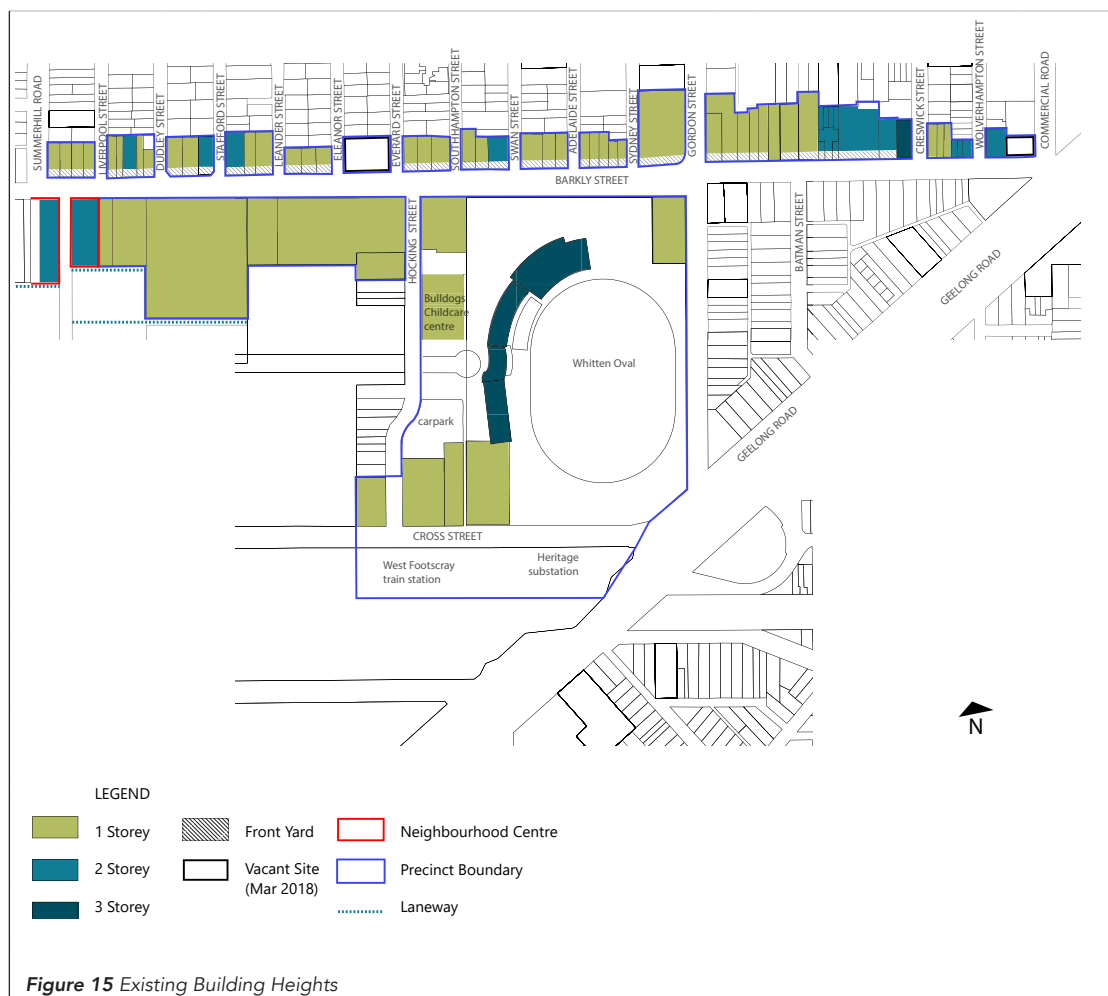 SUMMERHILL ROAD
LIVERPOOL STREET
DUDLEY STREET
STAFFORD STREET
LEANDER STREET
ELEANOR STREET
EVERARD STREET
SOUTHHAMPTON STREET
SWAN STREET
ADELAIDE STREET
SYDNEY STREET
GORDON STREET
CRESWICK STREET
WOLVERHAMPTON STREET
COMMERCIAL ROAD
BARKLY STREET
HOCKING STREET
BATMAN STREET
GEELONG ROAD
Bulldogs
Childcare
centre
Whitten Oval
carpark
GEELONG ROAD
CROSS STREET
West Footscray
train station
Heritage
substation
N
LEGEND
1 Storey
2 Storey
3 Storey
Front Yard
Vacant Site
(Mar 2018)
Neighbourhood Centre
Precinct Boundary
Laneway
Figure 15 Existing Building Heights